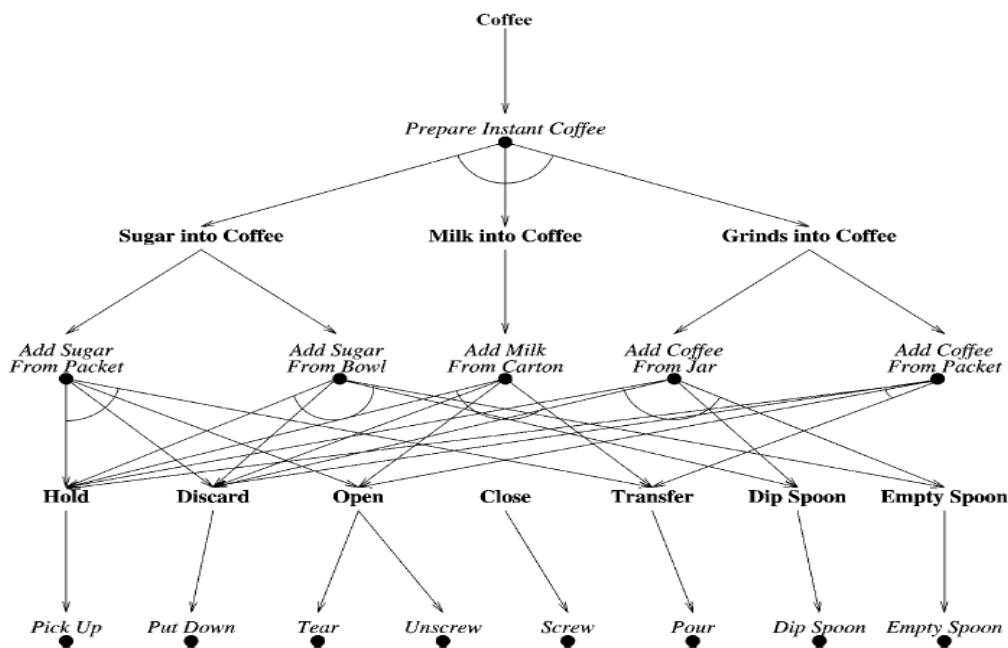 Coffee
Prepare Instant Coffee
Sugar into Coffee Milk into Coffee Grinds into Coffee
Add Sugar Add Sugar Add Milk Add Coffee Add Coffee
From Packet From Bowl From Carton From Jar From Packet
Hold Discard Open Close Transfer Dip Spoon Empty Spoon
Pick Up Put Down Tear Unscrew Screw Pour Dip Spoon Empty Spoon